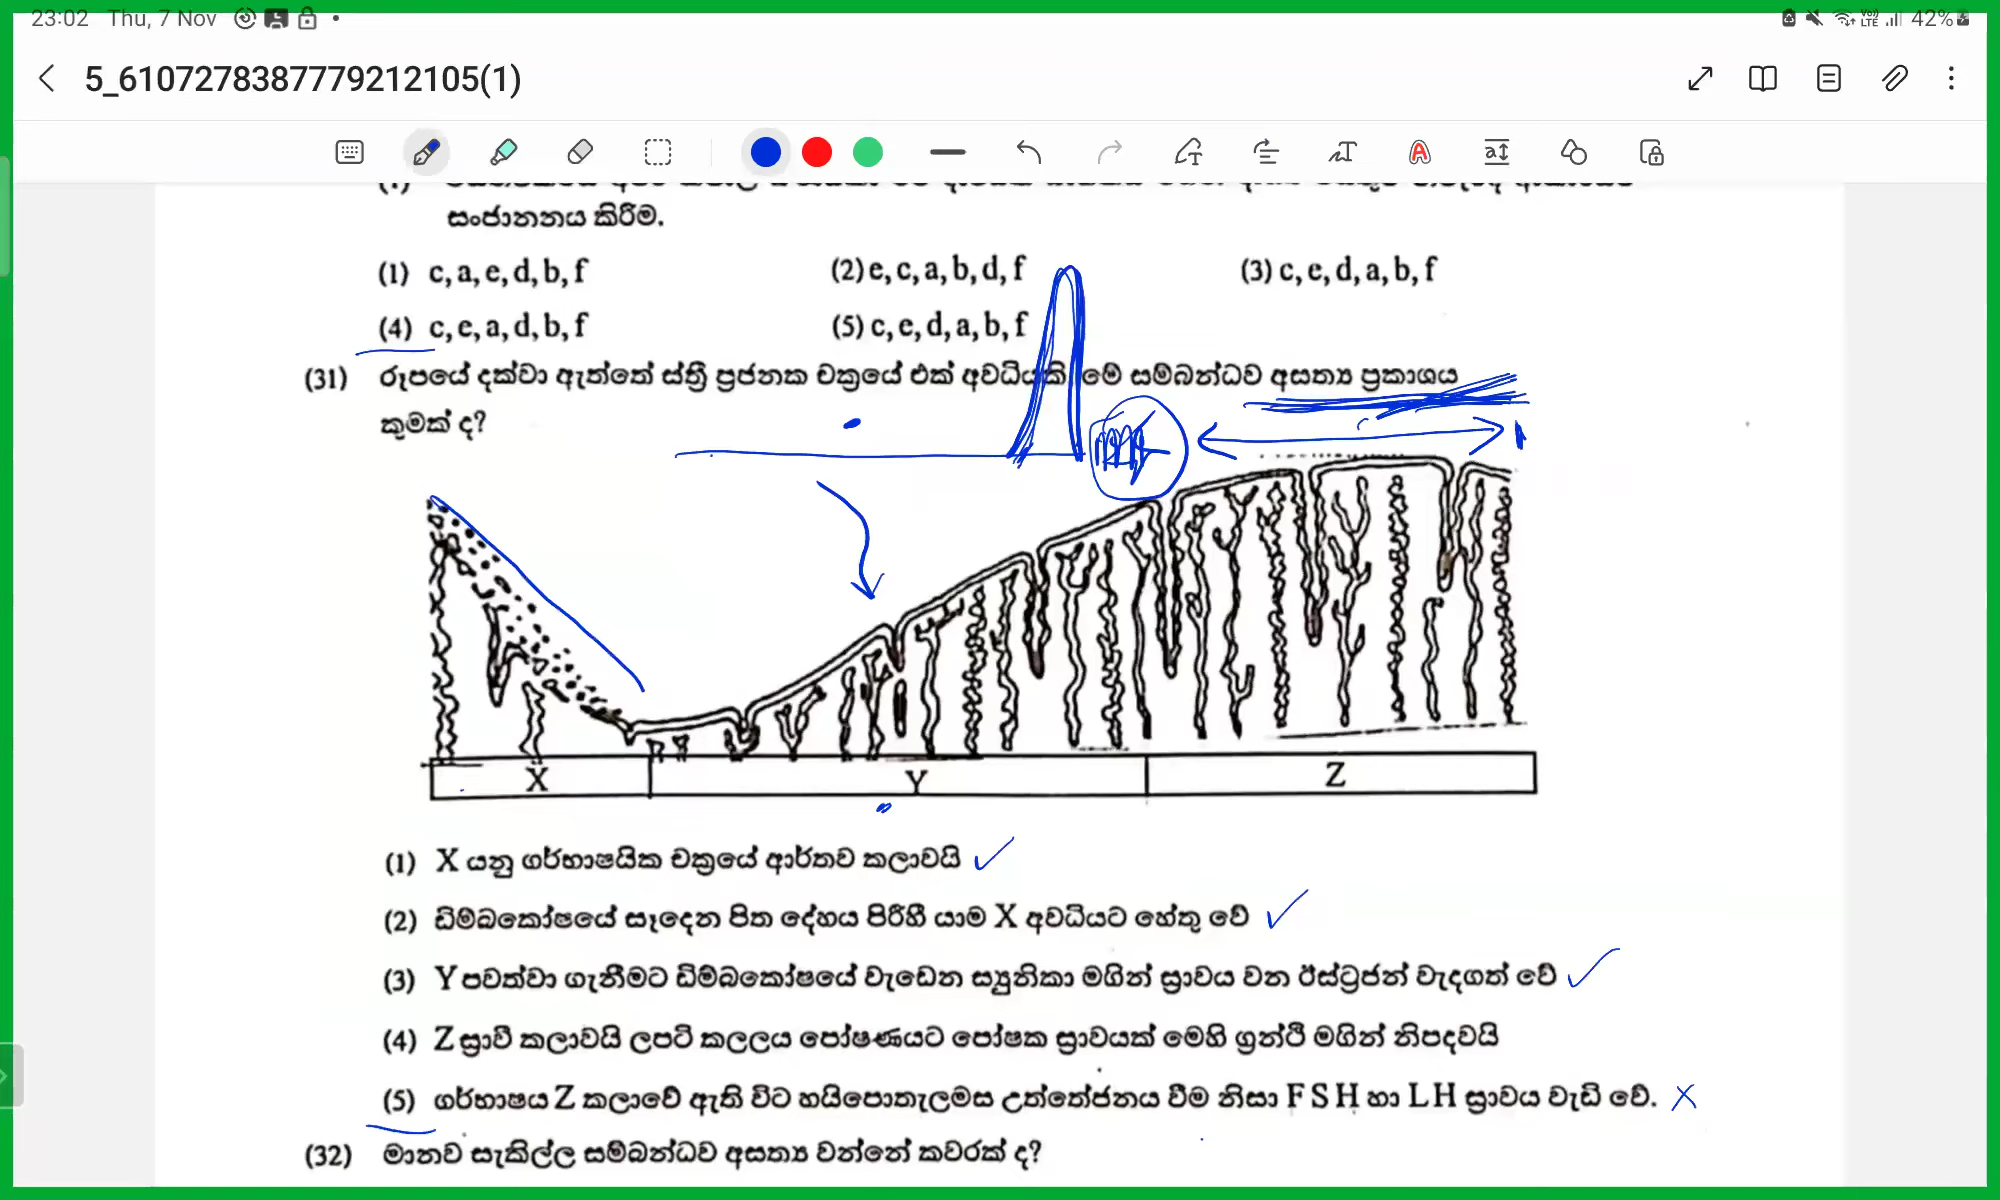 23:02 Thu, 7 Nov
42%
5_6107278387779212105(1)
සංජානනය කිරීම.
(1) c, a, e, d, b, f (2) e, c, a, b, d, f (3) c, e, d, a, b, f
(4) c, e, a, d, b, f (5) c, e, d, a, b, f
(31) රූපයේ දක්වා ඇත්තේ ස්ත්‍රී ප්‍රජනක චක්‍රයේ එක් අවධියකි මේ සම්බන්ධව අසත්‍ය ප්‍රකාශය
කුමක් ද?
X Y Z
(1) X යනු ගර්භාෂයික චක්‍රයේ ආර්තව කලාවයි
(2) ඩිම්බකෝෂයේ සෑදෙන පීත දේහය පිරිහී යාම X අවධියට හේතු වේ
(3) Y පවත්වා ගැනීමට ඩිම්බකෝෂයේ වැඩෙන ස්‍යුනිකා මගින් ස්‍රාවය වන ඊස්ට්‍රජන් වැදගත් වේ
(4) Z ස්‍රාවී කලාවයි ලපටි කලලය පෝෂණයට පෝෂක ස්‍රාවයක් මෙහි ග්‍රන්ථි මගින් නිපදවයි
(5) ගර්භාෂය Z කලාවේ ඇති විට හයිපොතැලමස උත්තේජනය වීම නිසා F S H හා L H ස්‍රාවය වැඩි වේ.
(32) මානව සැකිල්ල සම්බන්ධව අසත්‍ය වන්නේ කවරක් ද?